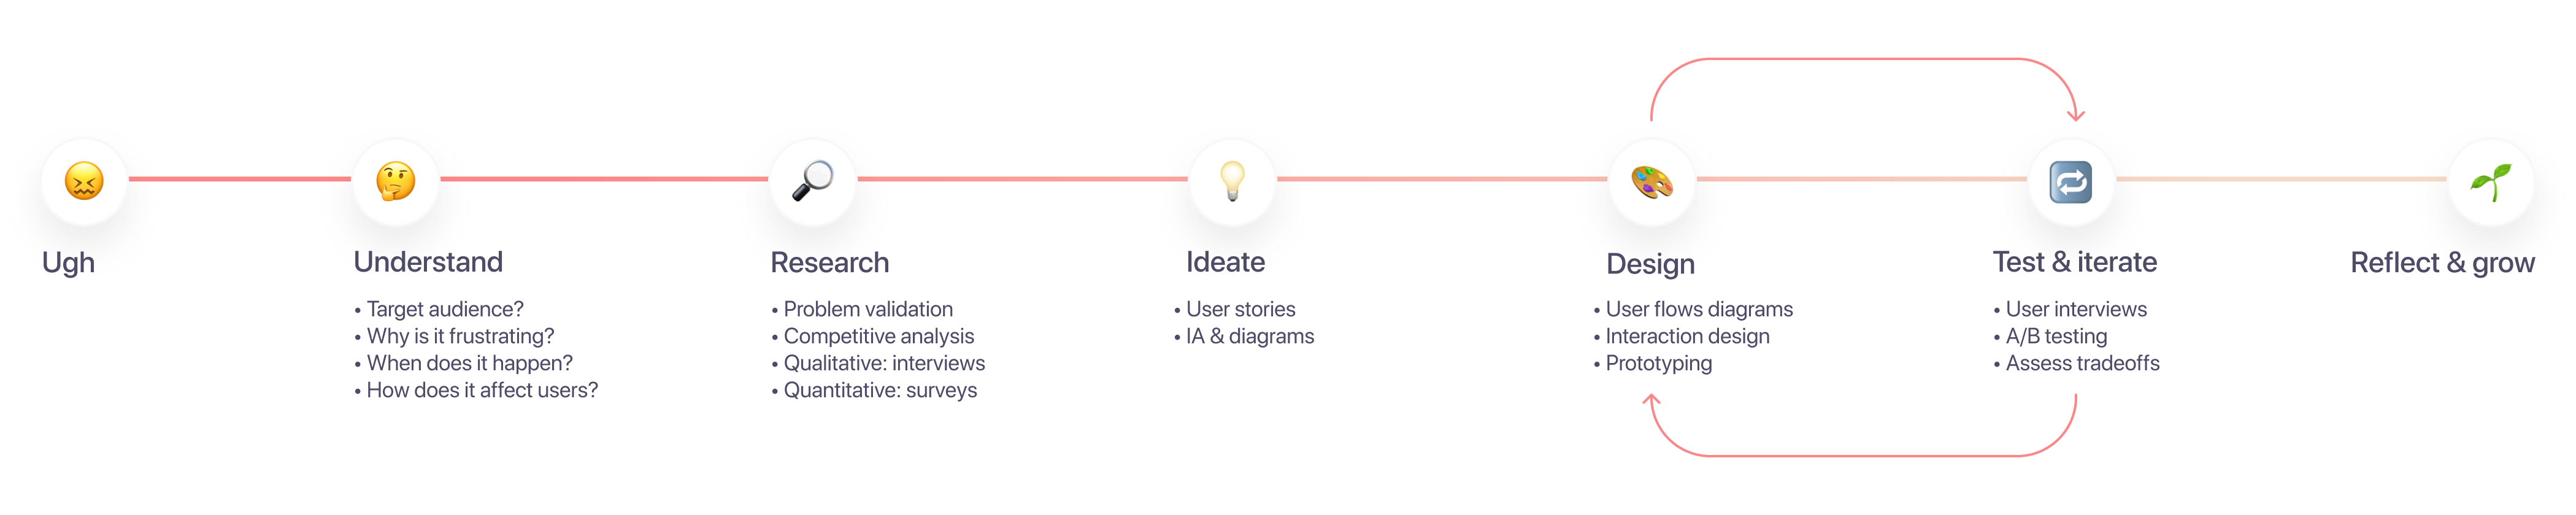 Ugh
Understand
• Target audience?
• Why is it frustrating?
• When does it happen?
• How does it affect users?
Research
• Problem validation
• Competitive analysis
• Qualitative: interviews
• Quantitative: surveys
Ideate
• User stories
• IA & diagrams
Design
• User flows diagrams
• Interaction design
• Prototyping
Test & iterate
• User interviews
• A/B testing
• Assess tradeoffs
Reflect & grow